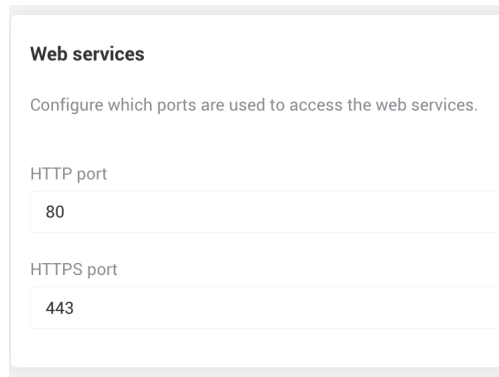 Web services
Configure which ports are used to access the web services.
HTTP port
80
HTTPS port
443